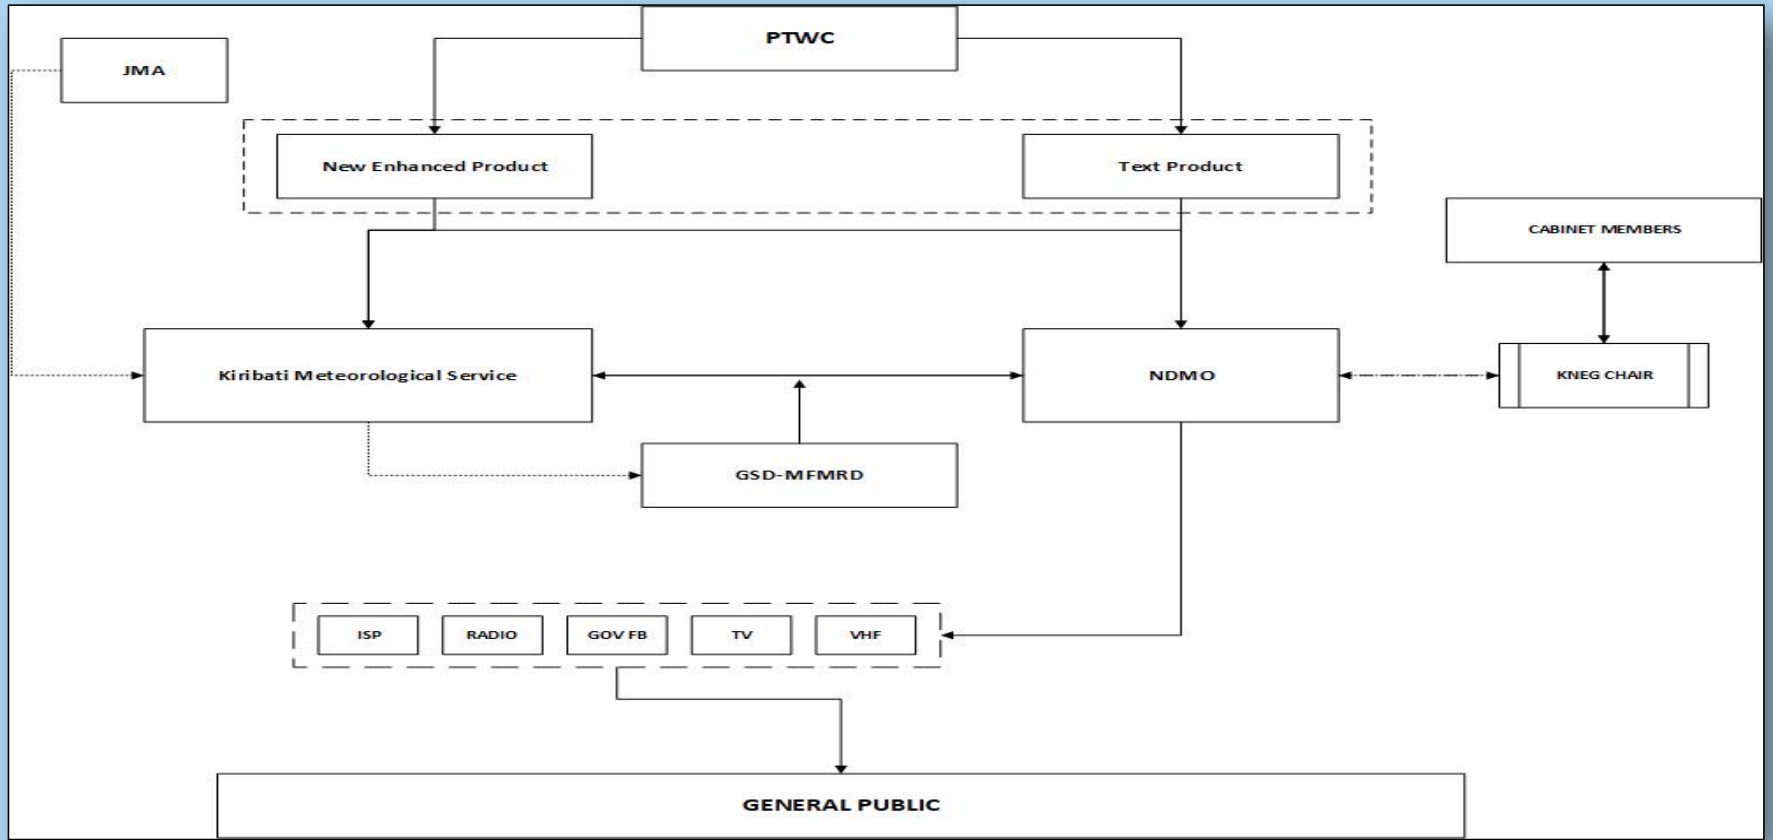 PTWC
JMA
New Enhanced Product
Text Product
CABINET MEMBERS
Kiribati Meteorological Service
NDMO
KNEG CHAIR
GSD-MFMRD
ISP
RADIO
GOV FB
TV
VHF
GENERAL PUBLIC